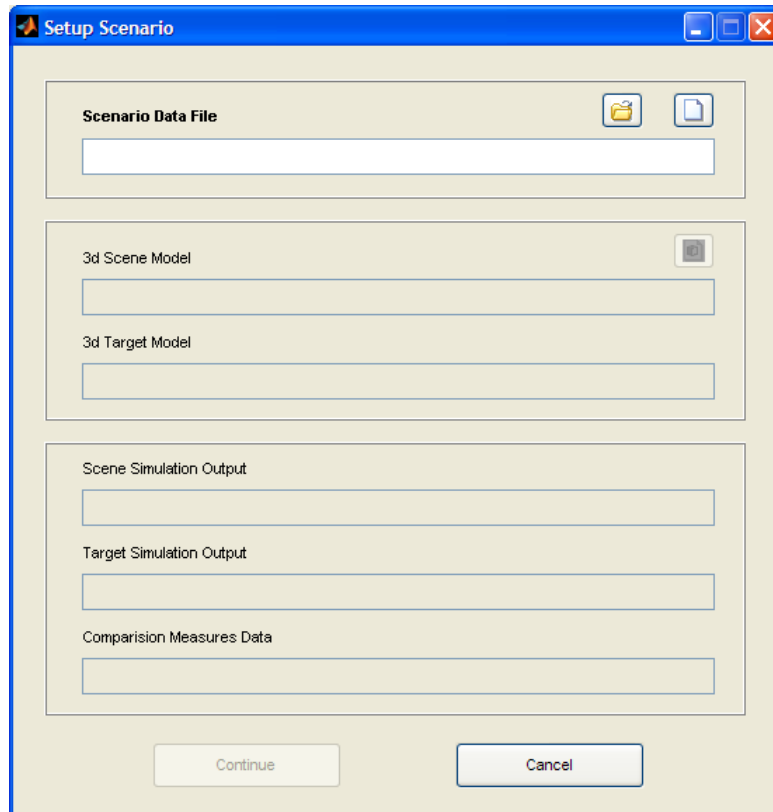 Setup Scenario
Scenario Data File
3d Scene Model
3d Target Model
Scene Simulation Output
Target Simulation Output
Comparision Measures Data
Continue
Cancel